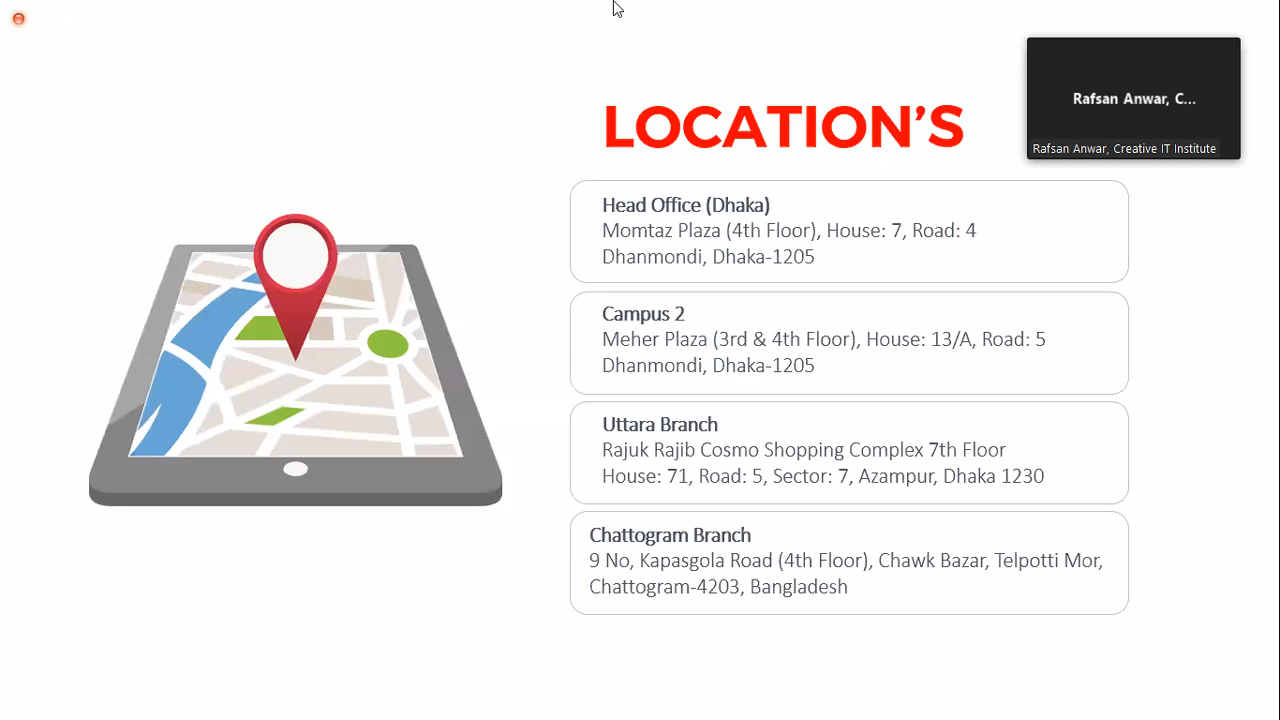 LOCATION’S
Rafsan Anwar, C...
Rafsan Anwar, Creative IT Institute
Head Office (Dhaka)
Momtaz Plaza (4th Floor), House: 7, Road: 4
Dhanmondi, Dhaka-1205
Campus 2
Meher Plaza (3rd & 4th Floor), House: 13/A, Road: 5
Dhanmondi, Dhaka-1205
Uttara Branch
Rajuk Rajib Cosmo Shopping Complex 7th Floor
House: 71, Road: 5, Sector: 7, Azampur, Dhaka 1230
Chattogram Branch
9 No, Kapasgola Road (4th Floor), Chawk Bazar, Telpotti Mor,
Chattogram-4203, Bangladesh